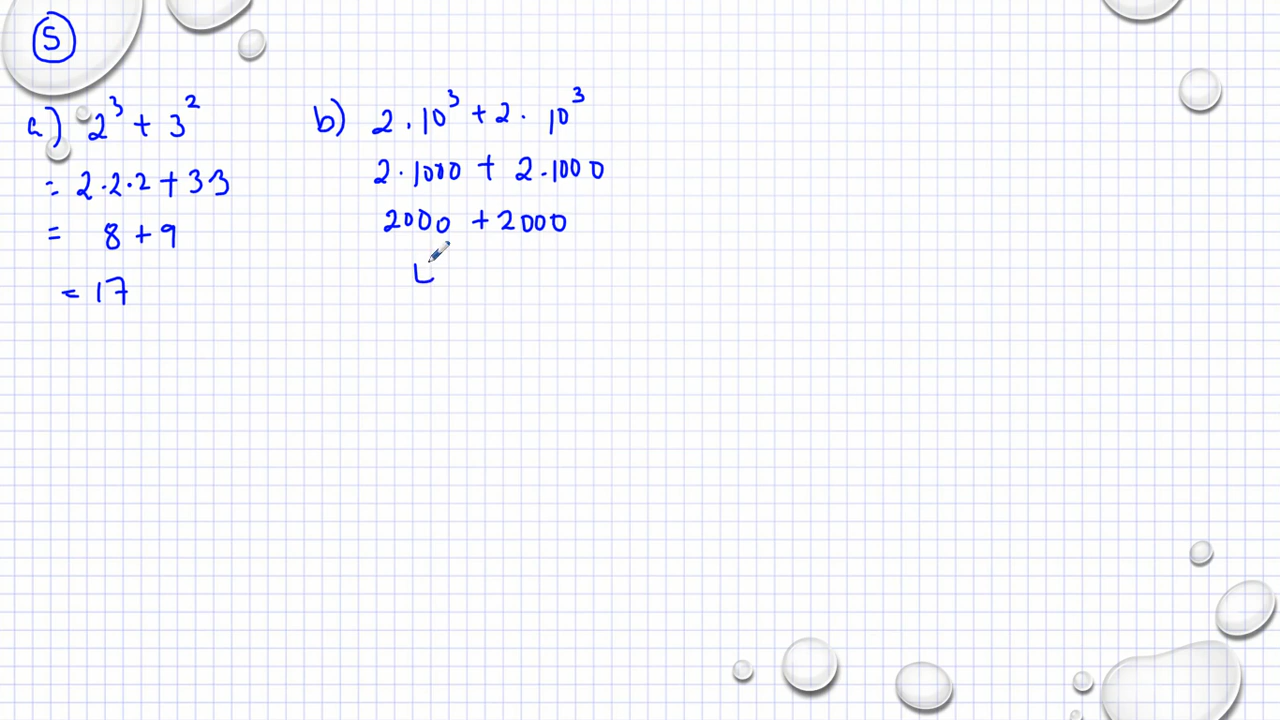 5
a) 2³ + 3²
= 2·2·2 + 3·3
= 8 + 9
= 17
b) 2·10³ + 2·10³
2·1000 + 2·1000
2000 + 2000